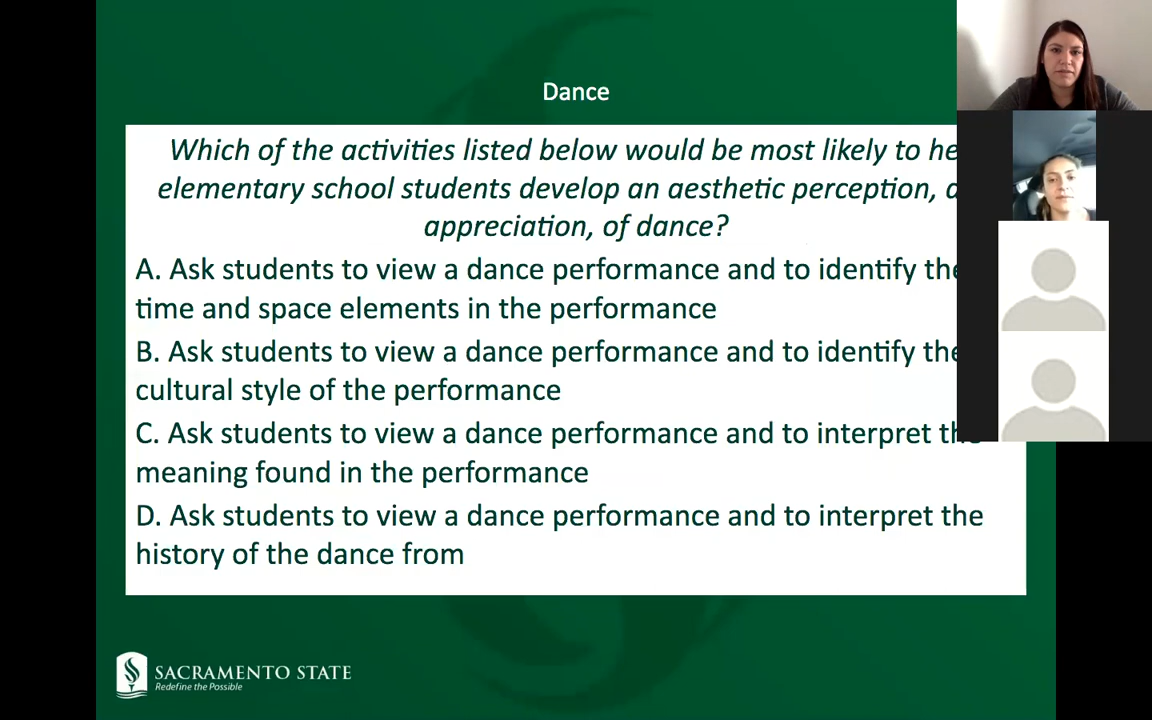 Dance
Which of the activities listed below would be most likely to
elementary school students develop an aesthetic perception,
appreciation, of dance?
A. Ask students to view a dance performance and to identify the
time and space elements in the performance
B. Ask students to view a dance performance and to identify the
cultural style of the performance
C. Ask students to view a dance performance and to interpret the
meaning found in the performance
D. Ask students to view a dance performance and to interpret the
history of the dance from
SACRAMENTO STATE
Redefine the Possible